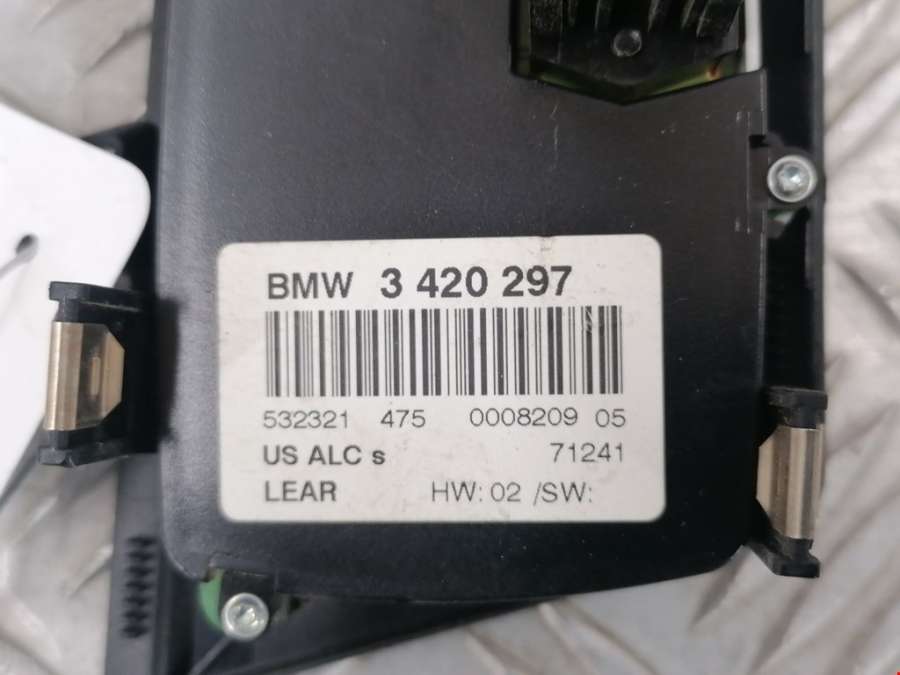 BMW 3 420 297
532321 475 0008209 05
US ALC s 71241
LEAR HW: 02 /SW: